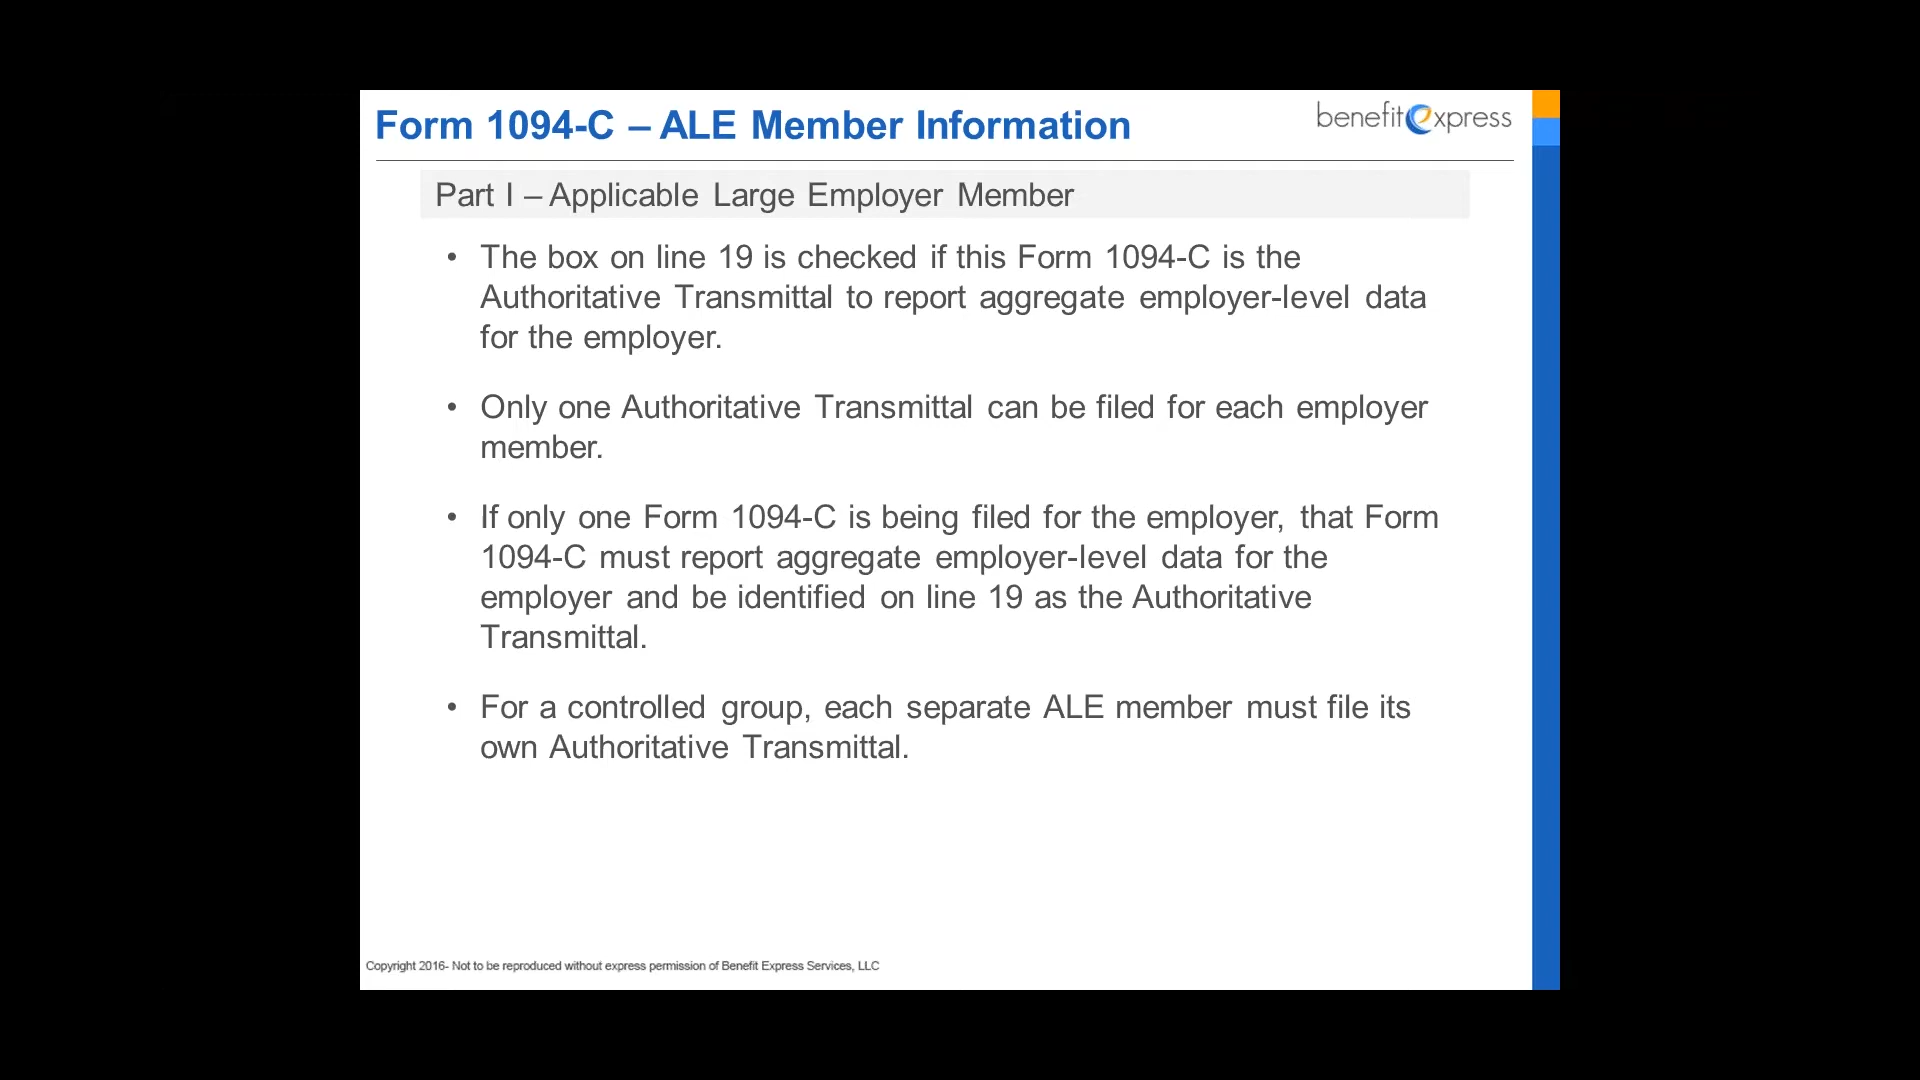 Form 1094-C – ALE Member Information
benefitexpress
Part I – Applicable Large Employer Member
• The box on line 19 is checked if this Form 1094-C is the
Authoritative Transmittal to report aggregate employer-level data
for the employer.
• Only one Authoritative Transmittal can be filed for each employer
member.
• If only one Form 1094-C is being filed for the employer, that Form
1094-C must report aggregate employer-level data for the
employer and be identified on line 19 as the Authoritative
Transmittal.
• For a controlled group, each separate ALE member must file its
own Authoritative Transmittal.
Copyright 2016- Not to be reproduced without express permission of Benefit Express Services, LLC